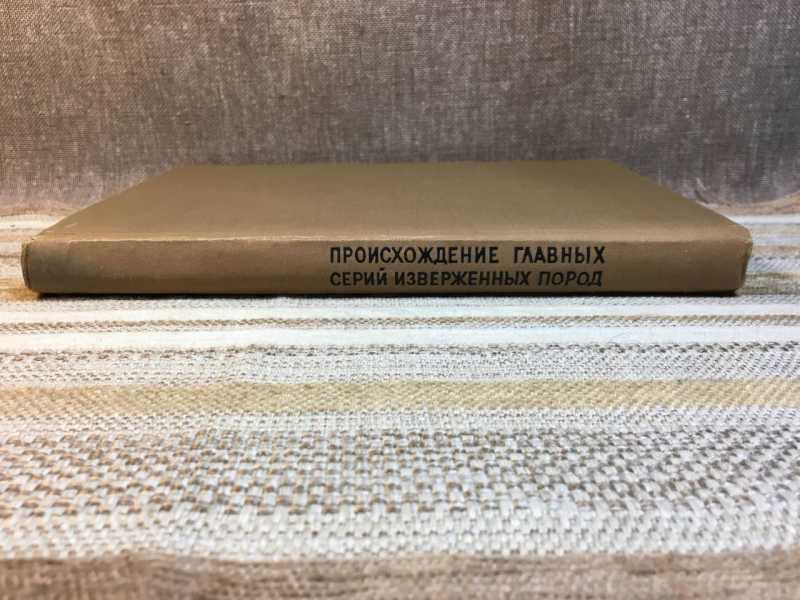 ПРОИСХОЖДЕНИЕ ГЛАВНЫХ
СЕРИЙ ИЗВЕРЖЕННЫХ ПОРОД